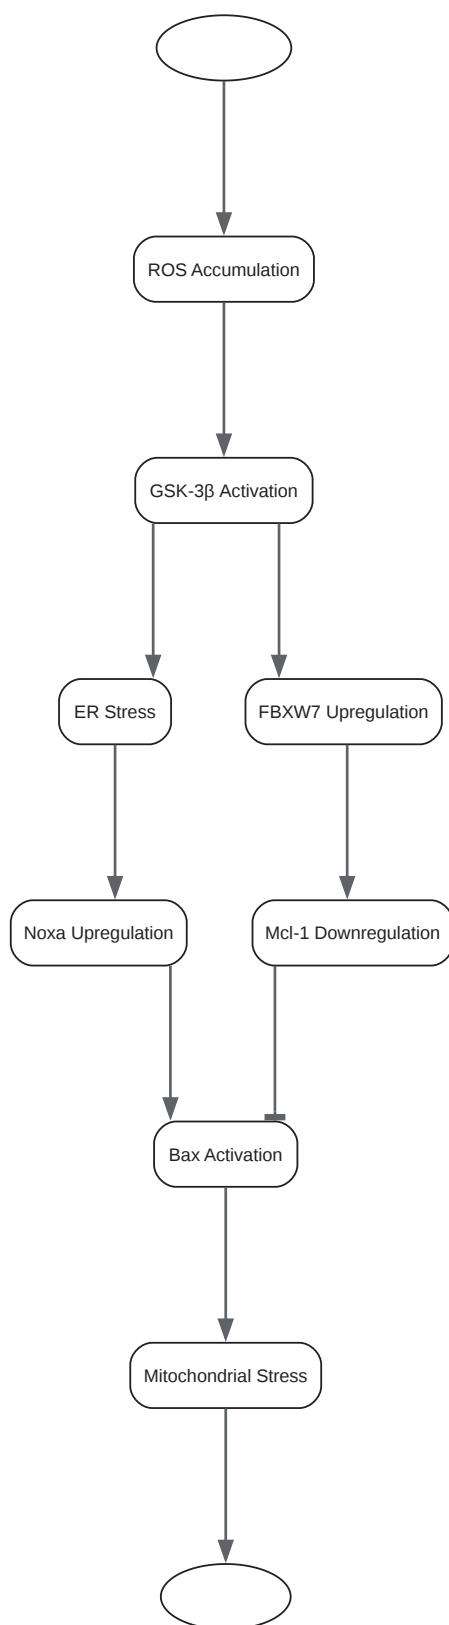 ROS Accumulation
GSK-3β Activation
ER Stress
FBXW7 Upregulation
Noxa Upregulation
Mcl-1 Downregulation
Bax Activation
Mitochondrial Stress